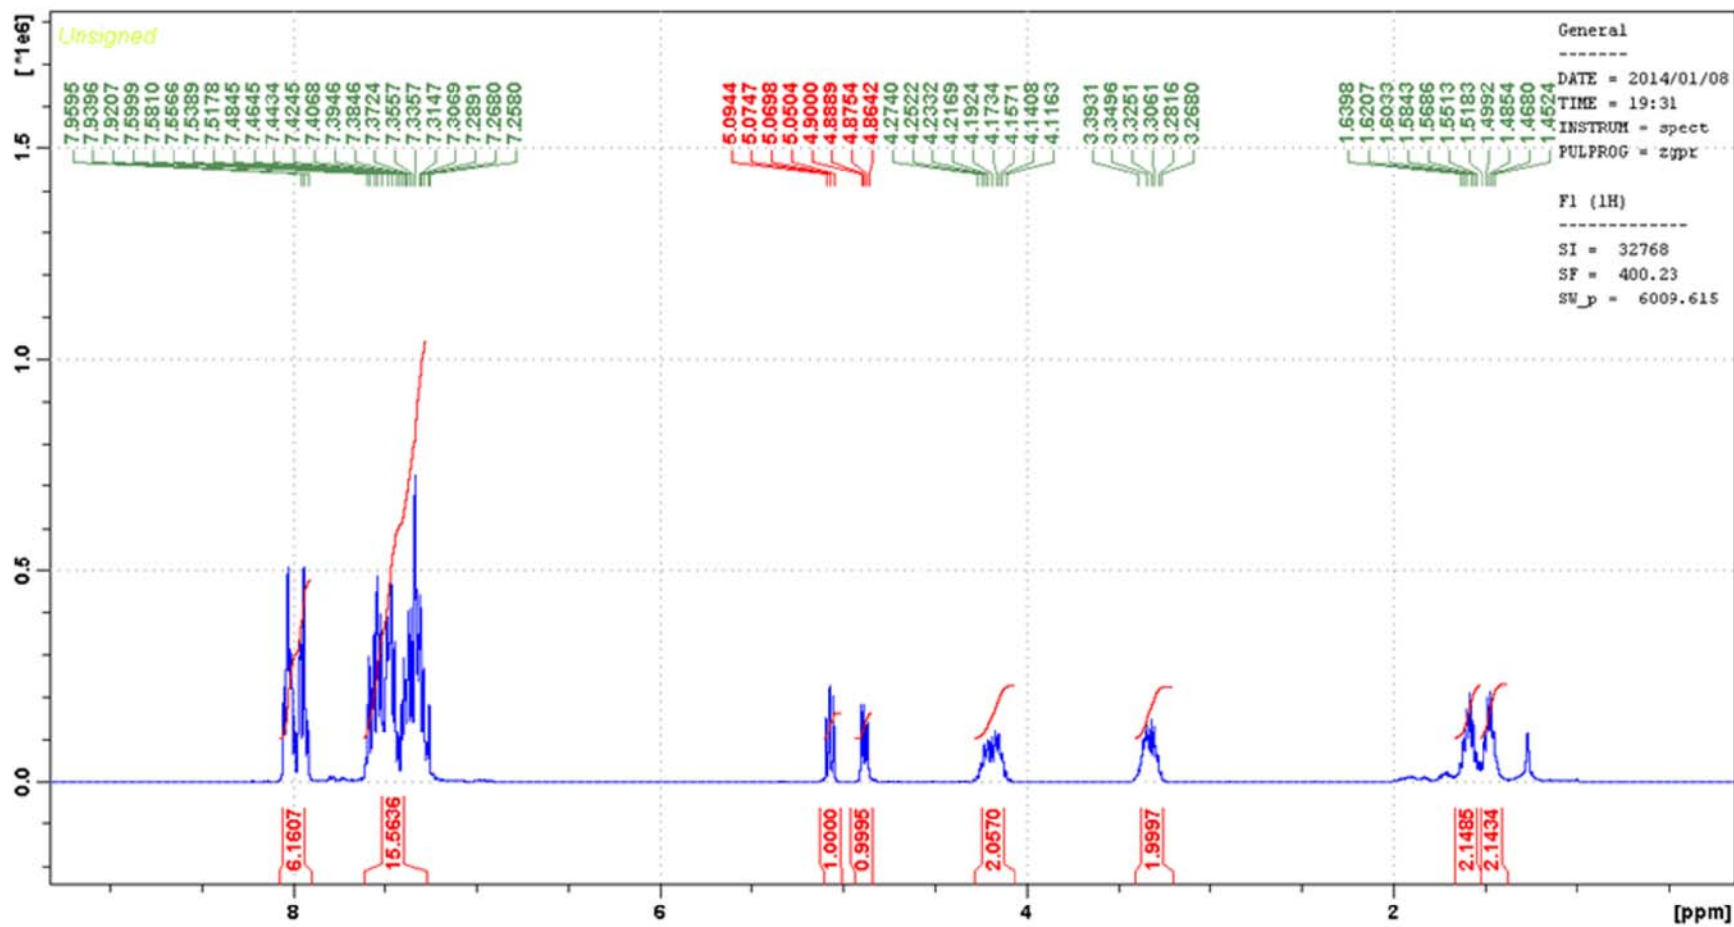 [*1e6]
Unsigned
7.9595 7.9396 7.9207 7.5999 7.5810 7.5566 7.5389 7.5178 7.4845 7.4645 7.4434 7.4245 7.4068 7.3946 7.3846 7.3724 7.3557 7.3357 7.3147 7.3069 7.2891 7.2680 7.2580
5.0944 5.0747 5.0698 5.0504 4.9000 4.8889 4.8754 4.8642
4.2740 4.2522 4.2332 4.2169 4.1924 4.1734 4.1571 4.1408 4.1163
3.3931 3.3496 3.3251 3.3061 3.2816 3.2680
1.6398 1.6207 1.6033 1.5843 1.5686 1.5513 1.5183 1.4992 1.4854 1.4680 1.4524
General
-------
DATE = 2014/01/08
TIME = 19:31
INSTRUM = spect
PULPROG = zgpr
F1 (1H)
-------------
SI = 32768
SF = 400.23
SW_p = 6009.615
1.5
1.0
0.5
0.0
6.1607 15.5636 1.0000 0.9995 2.0570 1.9997 2.1485 2.1434
8 6 4 2 [ppm]